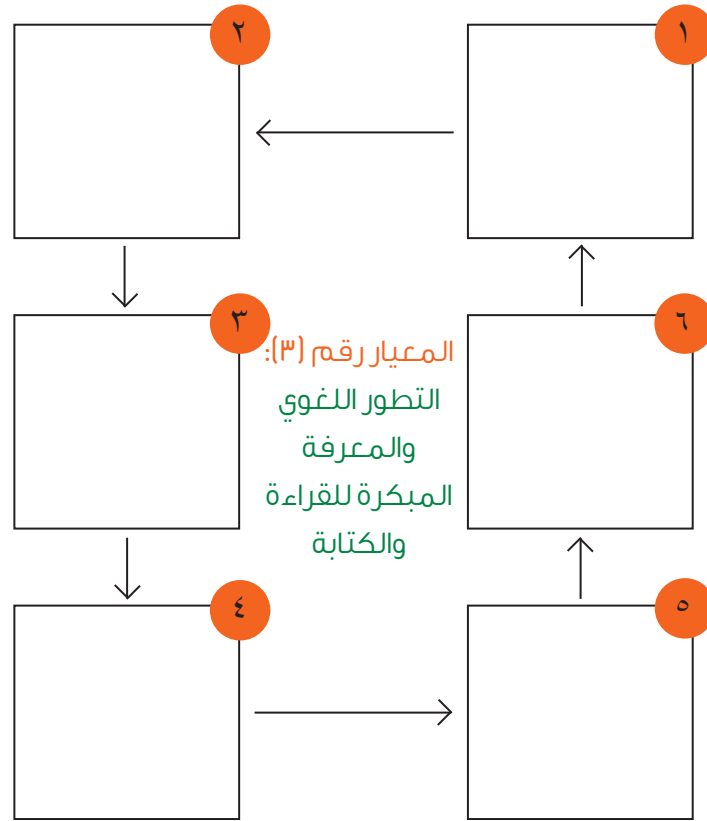 ١
٢
٣
المعيار رقم (٣):
التطور اللغوي
والمعرفة
المبكرة للقراءة
والكتابة
٦
٤
٥